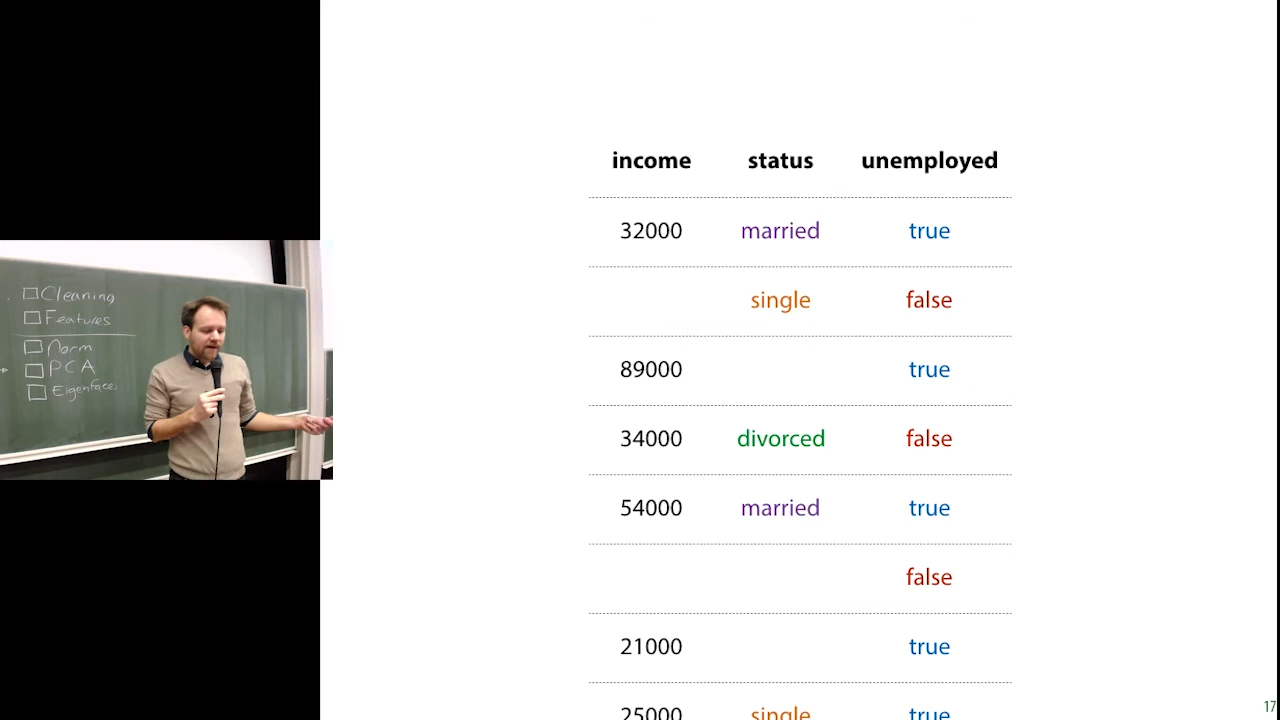 Cleaning
Features
Norm
PCA
Eigenfaces
income status unemployed
32000 married true
single false
89000 true
34000 divorced false
54000 married true
false
21000 true
25000 single true
17